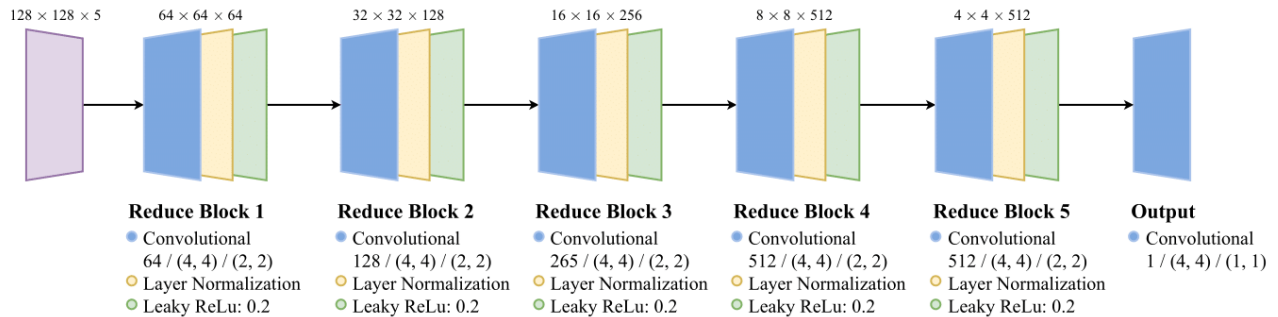 128 × 128 × 5
64 × 64 × 64
32 × 32 × 128
16 × 16 × 256
8 × 8 × 512
4 × 4 × 512
Reduce Block 1
Convolutional
64 / (4, 4) / (2, 2)
Layer Normalization
Leaky ReLu: 0.2
Reduce Block 2
Convolutional
128 / (4, 4) / (2, 2)
Layer Normalization
Leaky ReLu: 0.2
Reduce Block 3
Convolutional
265 / (4, 4) / (2, 2)
Layer Normalization
Leaky ReLu: 0.2
Reduce Block 4
Convolutional
512 / (4, 4) / (2, 2)
Layer Normalization
Leaky ReLu: 0.2
Reduce Block 5
Convolutional
512 / (4, 4) / (2, 2)
Layer Normalization
Leaky ReLu: 0.2
Output
Convolutional
1 / (4, 4) / (1, 1)